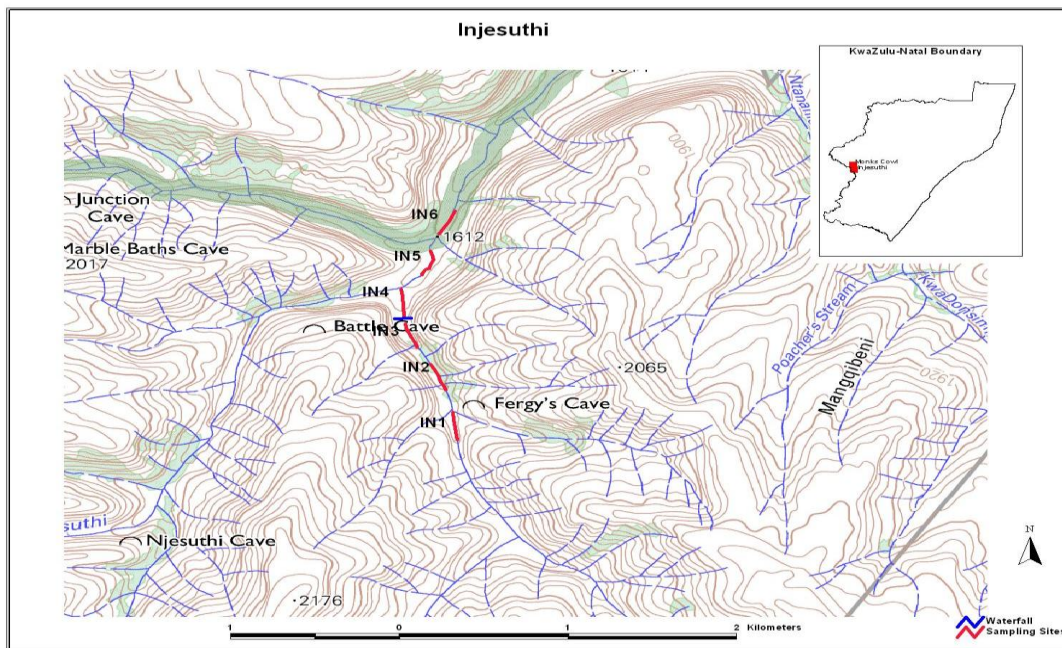 Injesuthi
KwaZulu-Natal Boundary
Monks Cowl
Injesuthi
1900
Junction
Cave
Marble Baths Cave
2017
IN6
1612
IN5
IN4
Battle Cave
IN3
IN2
2065
Fergy's Cave
IN1
Poacher's Stream
Mangqibeni
1920
suthi
Njesuthi Cave
2176
N
1 0 1 2 Kilometers
Waterfall
Sampling Sites